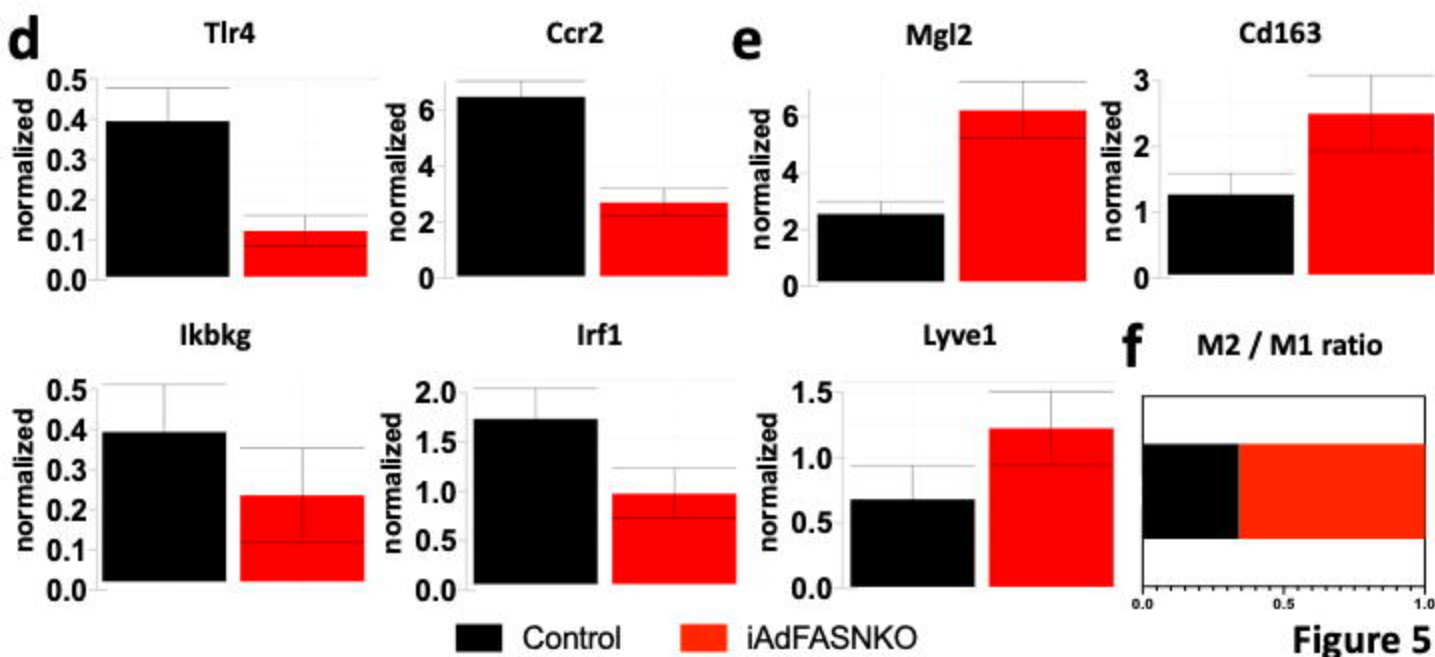 d
Tlr4
normalized
0.5
0.4
0.3
0.2
0.1
0.0
Ccr2
normalized
6
4
2
0
e
Mgl2
normalized
6
4
2
0
Cd163
normalized
3
2
1
0
Ikbkg
normalized
0.5
0.4
0.3
0.2
0.1
0.0
Irf1
normalized
2.0
1.5
1.0
0.5
0.0
Lyve1
normalized
1.5
1.0
0.5
0.0
f
M2 / M1 ratio
0.0 0.5 1.0
Control iAdFASNKO
Figure 5